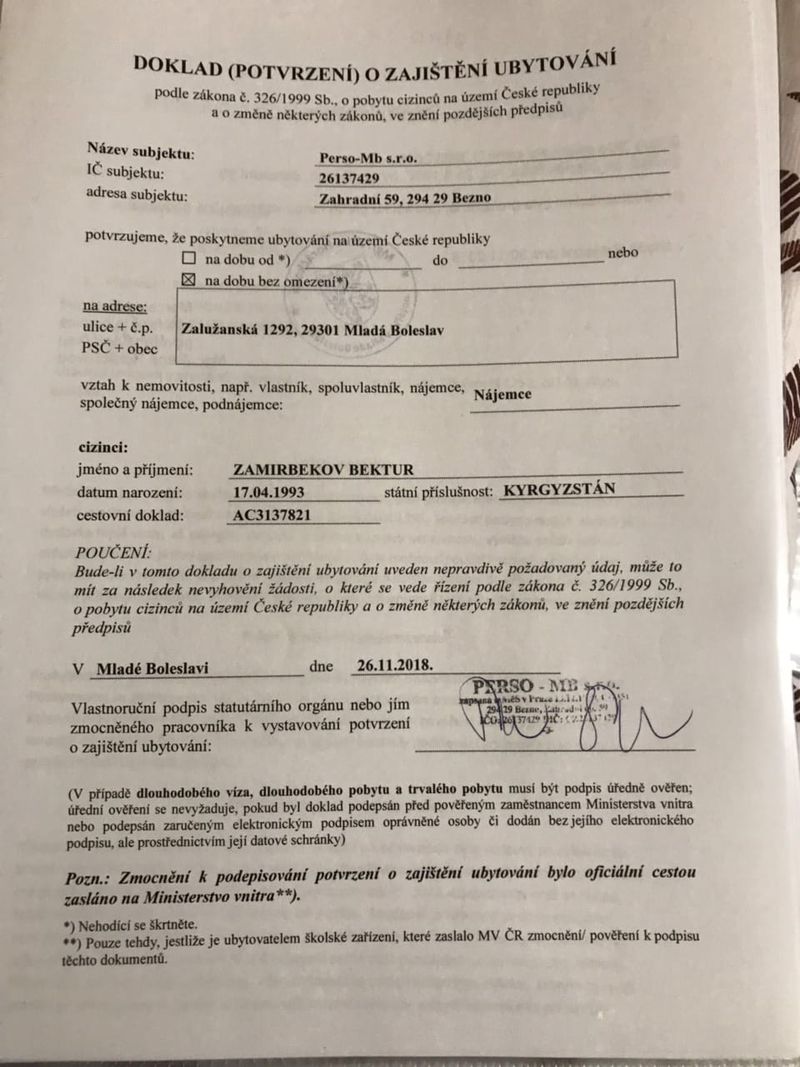 DOKLAD (POTVRZENÍ) O ZAJIŠTĚNÍ UBYTOVÁNÍ
podle zákona č. 326/1999 Sb., o pobytu cizinců na území České republiky
a o změně některých zákonů, ve znění pozdějších předpisů
Název subjektu: Perso-Mb s.r.o.
IČ subjektu: 26137429
adresa subjektu: Zahradní 59, 294 29 Bezno
potvrzujeme, že poskytneme ubytování na území České republiky
☐ na dobu od *) do nebo
☒ na dobu bez omezení*)
na adrese:
ulice + č.p. Zalužanská 1292, 29301 Mladá Boleslav
PSČ + obec
vztah k nemovitosti, např. vlastník, spoluvlastník, nájemce, Nájemce
společný nájemce, podnájemce:
cizinci:
jméno a příjmení: ZAMIRBEKOV BEKTUR
datum narození: 17.04.1993 státní příslušnost: KYRGYZSTÁN
cestovní doklad: AC3137821
POUČENÍ:
Bude-li v tomto dokladu o zajištění ubytování uveden nepravdivě požadovaný údaj, může to
mít za následek nevyhovění žádosti, o které se vede řízení podle zákona č. 326/1999 Sb.,
o pobytu cizinců na území České republiky a o změně některých zákonů, ve znění pozdějších
předpisů
V Mladé Boleslavi dne 26.11.2018.
PERSO - MB s.r.o.
294 29 Bezno,
Vlastnoruční podpis statutárního orgánu nebo jím
zmocněného pracovníka k vystavování potvrzení
o zajištění ubytování:
(V případě dlouhodobého víza, dlouhodobého pobytu a trvalého pobytu musí být podpis úředně ověřen;
úřední ověření se nevyžaduje, pokud byl doklad podepsán před pověřeným zaměstnancem Ministerstva vnitra
nebo podepsán zaručeným elektronickým podpisem oprávněné osoby či dodán bez jejího elektronického
podpisu, ale prostřednictvím její datové schránky)
Pozn.: Zmocnění k podepisování potvrzení o zajištění ubytování bylo oficiální cestou
zasláno na Ministerstvo vnitra**).
*) Nehodící se škrtněte.
**) Pouze tehdy, jestliže je ubytovatelem školské zařízení, které zaslalo MV ČR zmocnění/ pověření k podpisu
těchto dokumentů.